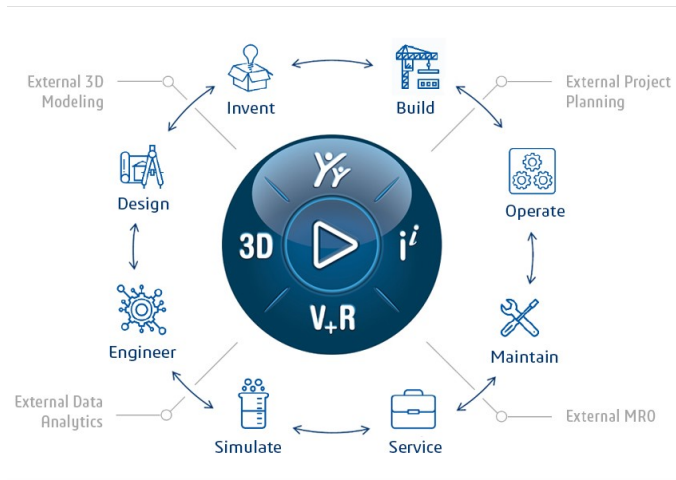 External 3D
Modeling
Invent
Build
External Project
Planning
Design
Operate
3D
i i
V+R
Engineer
Maintain
External Data
Analytics
Simulate
Service
External MRO